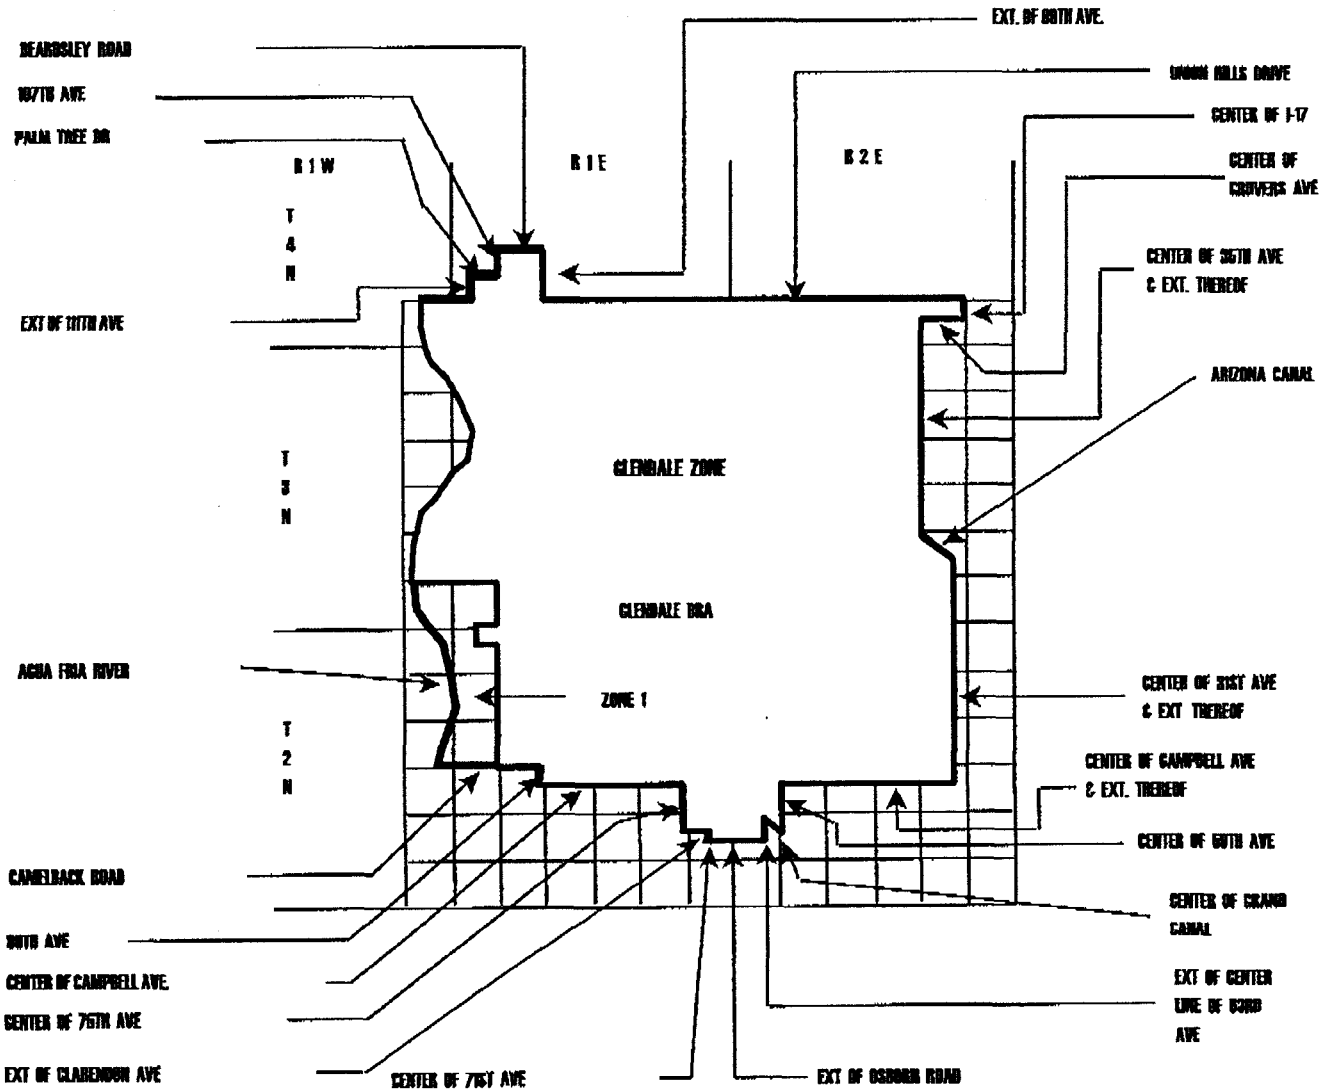 EXT. OF 99TH AVE.
BEARDSLEY ROAD
UNION HILLS DRIVE
107TH AVE
CENTER OF I-17
PALM TREE DR
R 1 W
R 1 E
R 2 E
CENTER OF
GROVERS AVE
T
4
N
CENTER OF 35TH AVE
& EXT. THEREOF
EXT OF 111TH AVE
ARIZONA CANAL
T
3
N
GLENDALE ZONE
GLENDALE BRA
AGUA FRIA RIVER
ZONE 1
CENTER OF 31ST AVE
& EXT THEREOF
T
2
N
CENTER OF CAMPBELL AVE
& EXT. THEREOF
CENTER OF 59TH AVE
CAMELBACK ROAD
CENTER OF GRAND
CANAL
99TH AVE
CENTER OF CAMPBELL AVE.
EXT OF CENTER
LINE OF 63RD
AVE
CENTER OF 75TH AVE
EXT OF CLARENDON AVE
CENTER OF 71ST AVE
EXT OF OSBORN ROAD